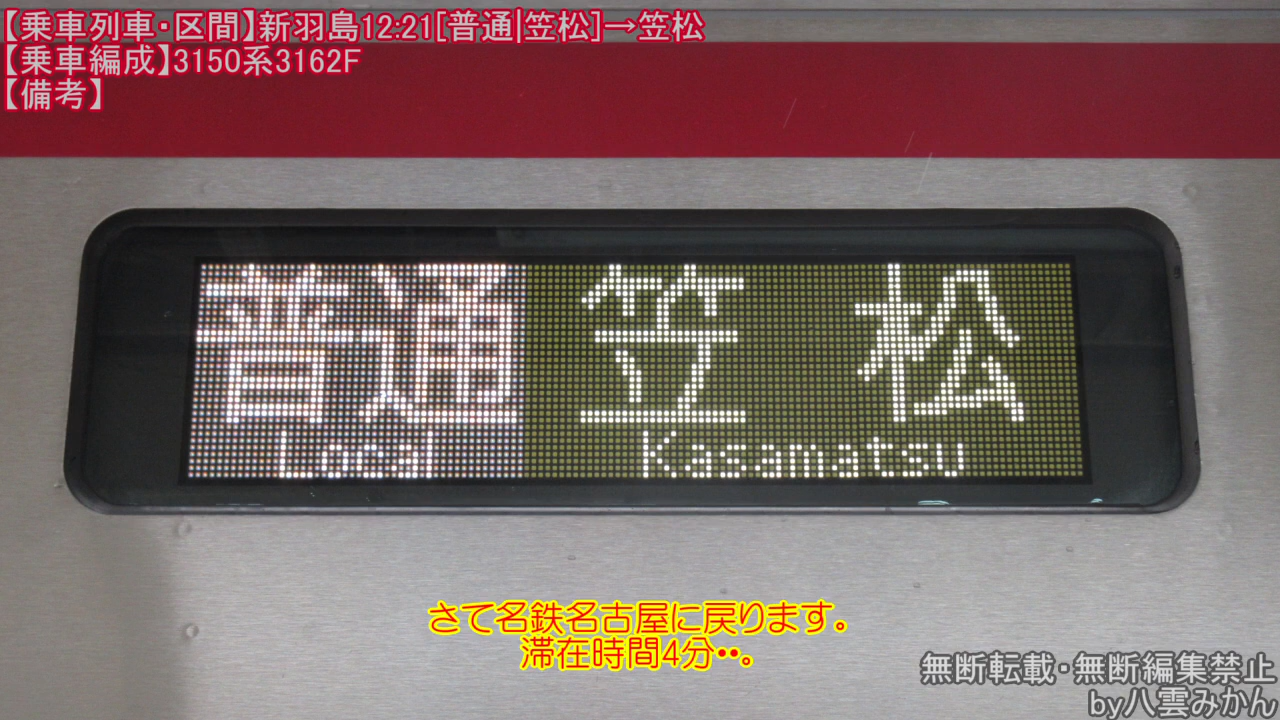 【乗車列車・区間】新羽島12:21[普通|笠松]→笠松
【乗車編成】3150系3162F
【備考】
普通 笠松
Local Kasamatsu
さて名鉄名古屋に戻ります。
滞在時間4分‥。
無断転載・無断編集禁止
by八雲みかん